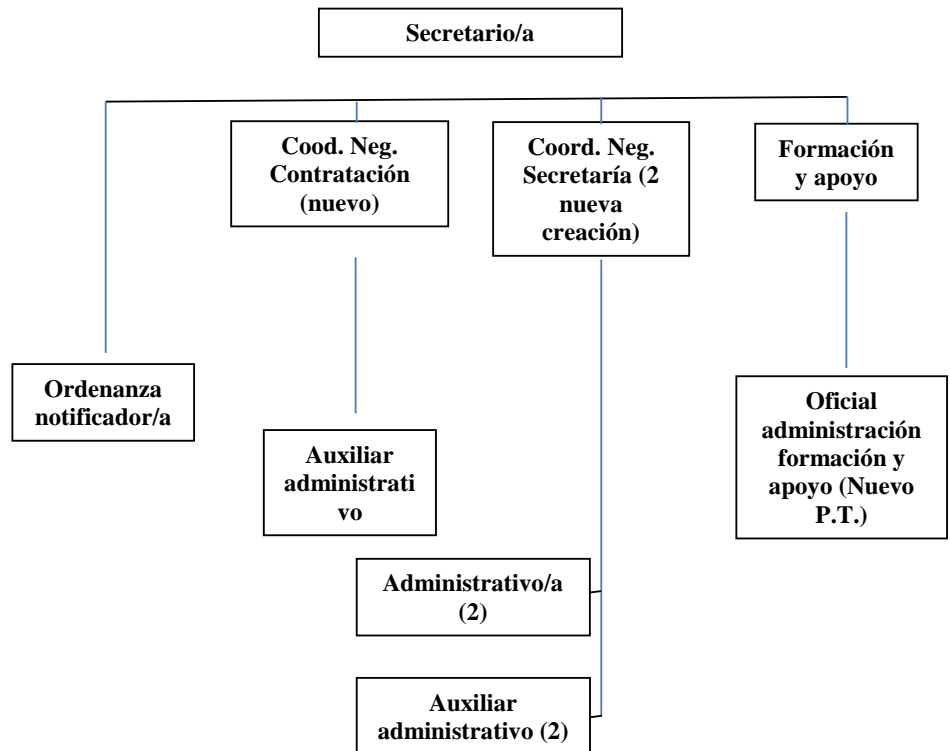 Secretario/a
Cood. Neg.
Contratación
(nuevo)
Coord. Neg.
Secretaría (2
nueva
creación)
Formación
y apoyo
Ordenanza
notificador/a
Auxiliar
administrati
vo
Oficial
administración
formación y
apoyo (Nuevo
P.T.)
Administrativo/a
(2)
Auxiliar
administrativo (2)